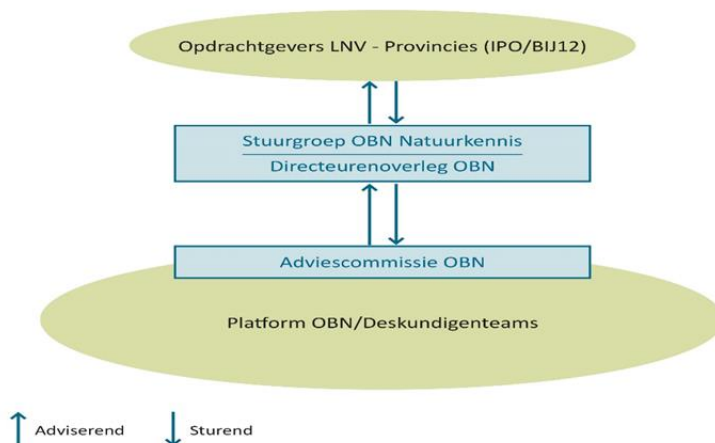 Opdrachtgevers LNV - Provincies (IPO/BIJ12)
Stuurgroep OBN Natuurkennis
Directeurenoverleg OBN
Adviescommissie OBN
Platform OBN/Deskundigenteams
Adviserend
Sturend